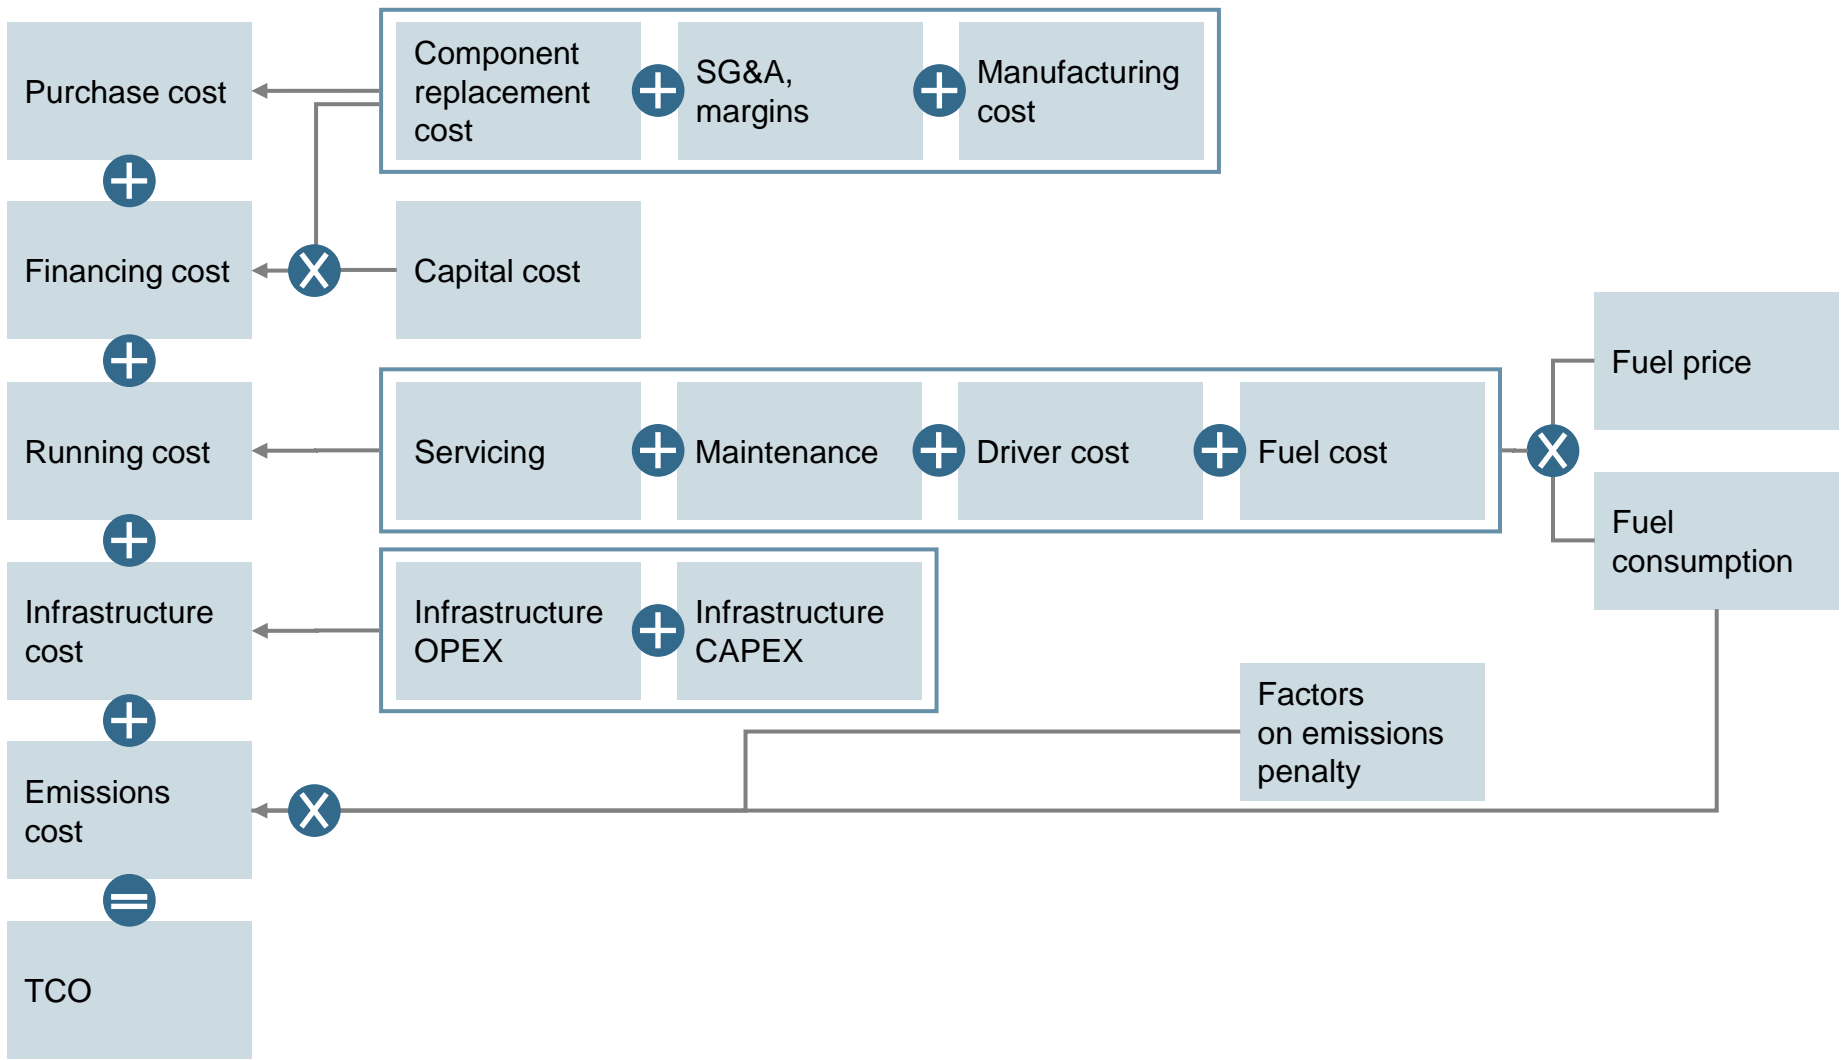 Purchase cost
Component
replacement
cost
SG&A,
margins
Manufacturing
cost
Financing cost
X
Capital cost
Running cost
Servicing
Maintenance
Driver cost
Fuel cost
X
Fuel price
Fuel
consumption
Infrastructure
cost
Infrastructure
OPEX
Infrastructure
CAPEX
Factors
on emissions
penalty
Emissions
cost
X
TCO